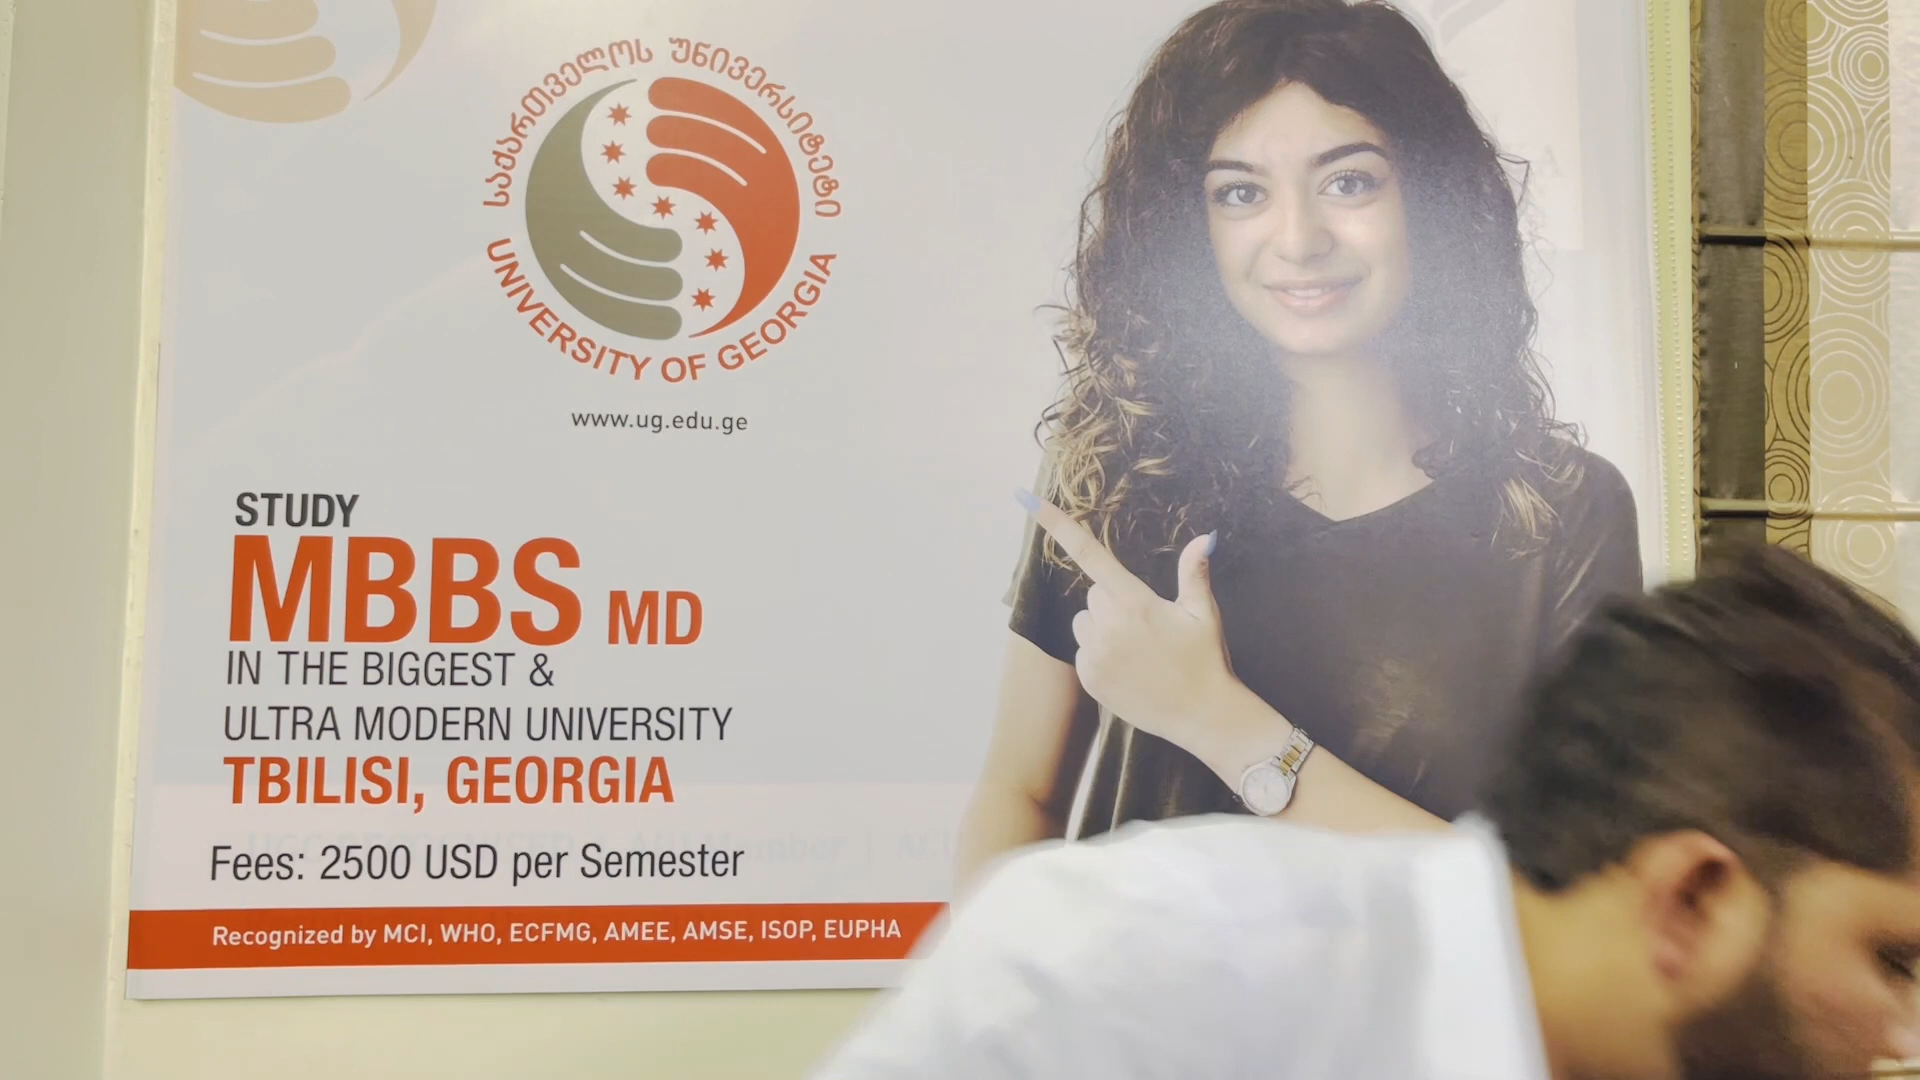 საქართველოს უნივერსიტეტი
UNIVERSITY OF GEORGIA
www.ug.edu.ge
STUDY
MBBS MD
IN THE BIGGEST &
ULTRA MODERN UNIVERSITY
TBILISI, GEORGIA
Fees: 2500 USD per Semester
Recognized by MCI, WHO, ECFMG, AMEE, AMSE, ISOP, EUPHA